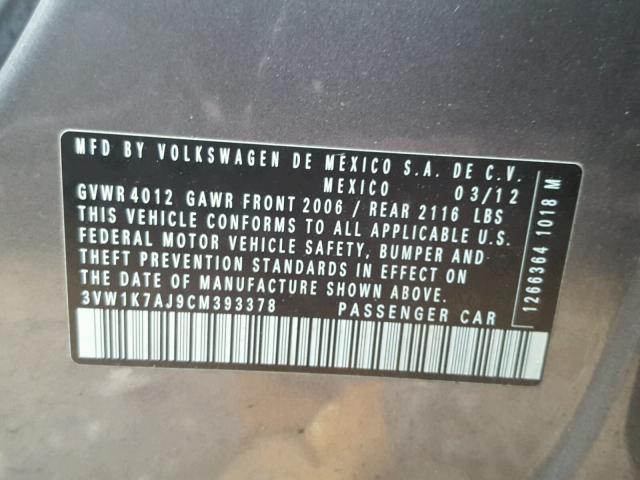 MFD BY VOLKSWAGEN DE MÉXICO S.A. DE C.V.
MEXICO 03/12
GVWR 4012 GAWR FRONT 2006 / REAR 2116 LBS
THIS VEHICLE CONFORMS TO ALL APPLICABLE U.S.
FEDERAL MOTOR VEHICLE SAFETY, BUMPER AND
THEFT PREVENTION STANDARDS IN EFFECT ON
THE DATE OF MANUFACTURE SHOWN ABOVE.
3VW1K7AJ9CM393378 PASSENGER CAR
1266364 1018 M